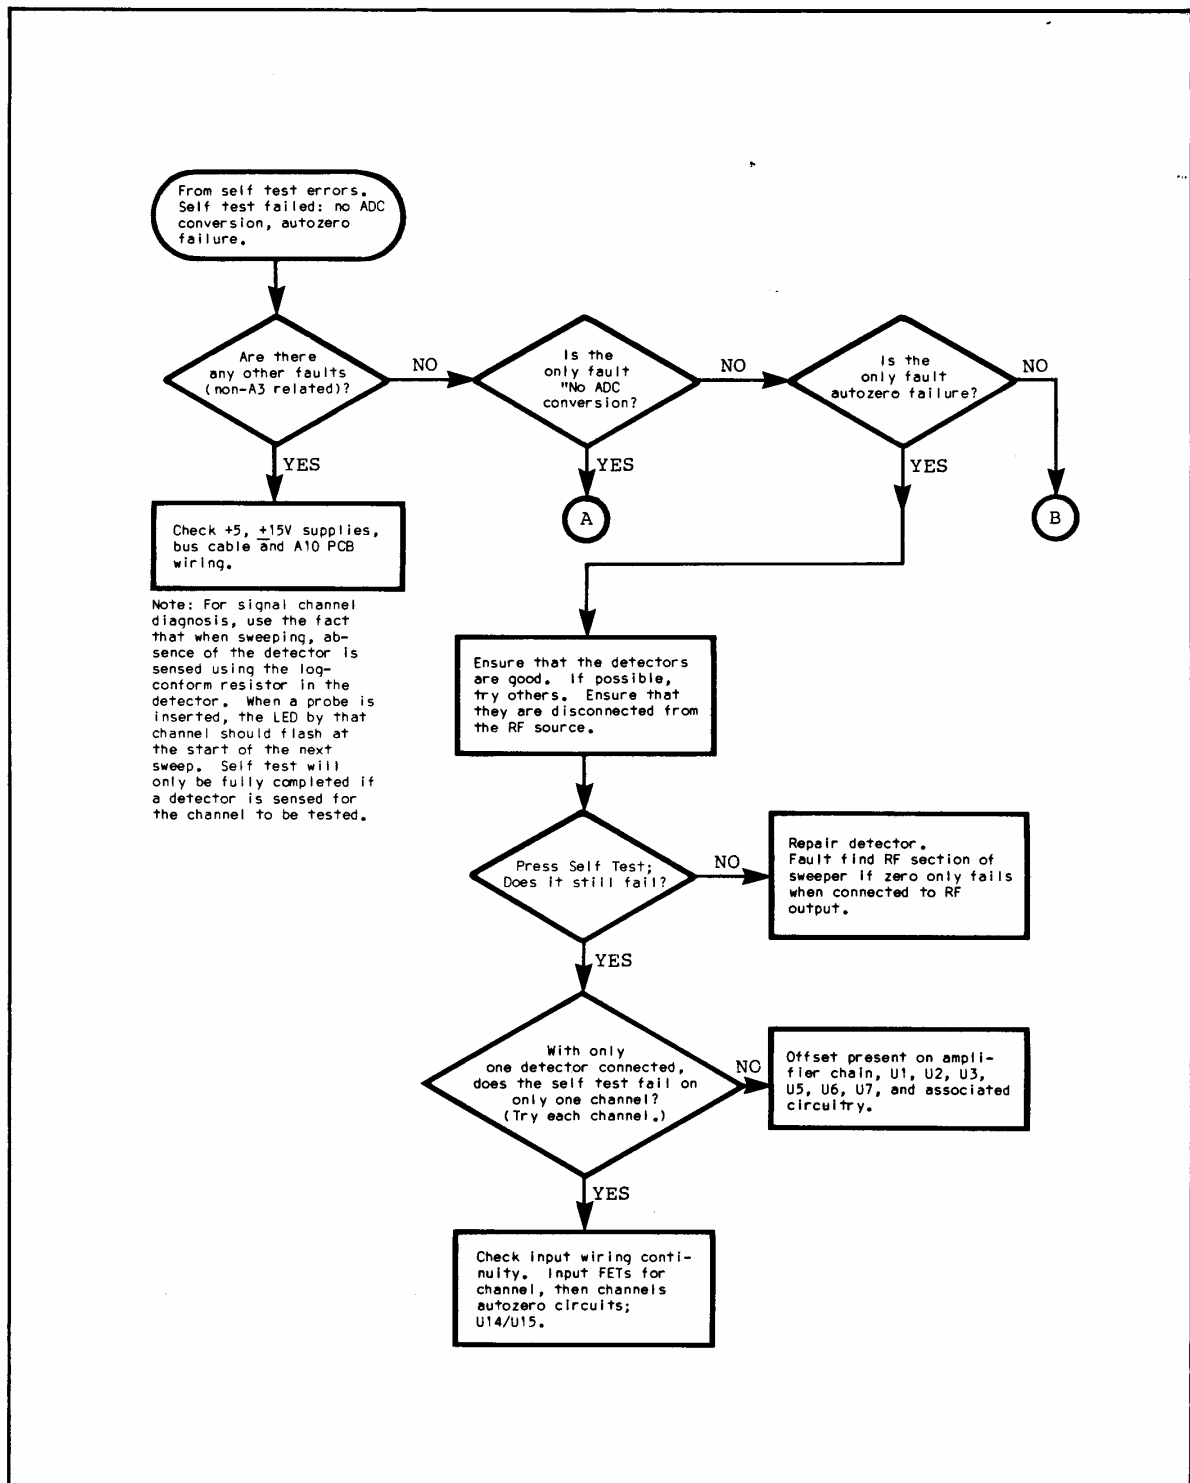 From self test errors.
Self test failed: no ADC
conversion, autozero
failure.
Are there
any other faults
(non-A3 related)?
NO
Is the
only fault
"No ADC
conversion?
NO
Is the
only fault
autozero failure?
NO
YES
YES
YES
Check +5, ±15V supplies,
bus cable and A10 PCB
wiring.
A
B
Note: For signal channel
diagnosis, use the fact
that when sweeping, ab-
sence of the detector is
sensed using the log-
conform resistor in the
detector. When a probe is
inserted, the LED by that
channel should flash at
the start of the next
sweep. Self test will
only be fully completed if
a detector is sensed for
the channel to be tested.
Ensure that the detectors
are good. If possible,
try others. Ensure that
they are disconnected from
the RF source.
Press Self Test;
Does it still fail?
NO
Repair detector.
Fault find RF section of
sweeper if zero only fails
when connected to RF
output.
YES
With only
one detector connected,
does the self test fail on
only one channel?
(Try each channel.)
NO
Offset present on ampli-
fier chain, U1, U2, U3,
U5, U6, U7, and associated
circuitry.
YES
Check input wiring conti-
nuity. Input FETs for
channel, then channels
autozero circuits;
U14/U15.